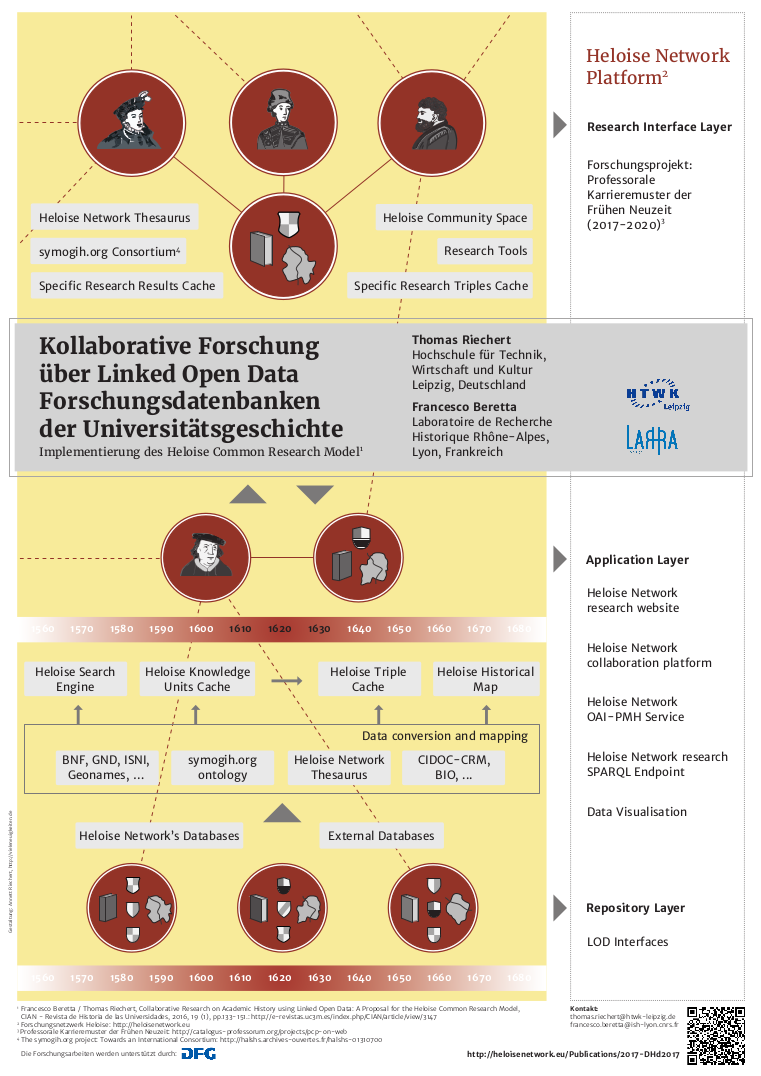 Heloise Network
Platform²
Research Interface Layer
Forschungsprojekt:
Professorale
Karrieremuster der
Frühen Neuzeit
(2017-2020)³
Heloise Network Thesaurus
symogih.org Consortium⁴
Specific Research Results Cache
Heloise Community Space
Research Tools
Specific Research Triples Cache
Kollaborative Forschung
über Linked Open Data
Forschungsdatenbanken
der Universitätsgeschichte
Implementierung des Heloise Common Research Model¹
Thomas Riechert
Hochschule für Technik,
Wirtschaft und Kultur
Leipzig, Deutschland
Francesco Beretta
Laboratoire de Recherche
Historique Rhône-Alpes,
Lyon, Frankreich
HTWK
Leipzig
LARHRA
1560 1570 1580 1590 1600 1610 1620 1630 1640 1650 1660 1670 1680
Heloise Search
Engine
Heloise Knowledge
Units Cache
Heloise Triple
Cache
Heloise Historical
Map
Data conversion and mapping
BNF, GND, ISNI,
Geonames, ...
symogih.org
ontology
Heloise Network
Thesaurus
CIDOC-CRM,
BIO, ...
Heloise Network's Databases
External Databases
1560 1570 1580 1590 1600 1610 1620 1630 1640 1650 1660 1670 1680
Application Layer
Heloise Network
research website
Heloise Network
collaboration platform
Heloise Network
OAI-PMH Service
Heloise Network research
SPARQL Endpoint
Data Visualisation
Repository Layer
LOD Interfaces
¹ Francesco Beretta / Thomas Riechert, Collaborative Research on Academic History using Linked Open Data: A Proposal for the Heloise Common Research Model,
CIAN - Revista de Historia de las Universidades, 2016, 19 (1), pp.133-151.: http://e-revistas.uc3m.es/index.php/CIAN/article/view/3147
² Forschungsnetzwerk Heloise: http://heloisenetwork.eu
³ Professorale Karrieremuster der Frühen Neuzeit: http://catalogus-professorum.org/projects/pcp-on-web
⁴ The symogih.org project: Towards an International Consortium: http://halshs.archives-ouvertes.fr/halshs-01310700
Die Forschungsarbeiten werden unterstützt durch: DFG
Kontakt:
thomas.riechert@htwk-leipzig.de
francesco.beretta@ish-lyon.cnrs.fr
http://heloisenetwork.eu/Publications/2017-DHd2017